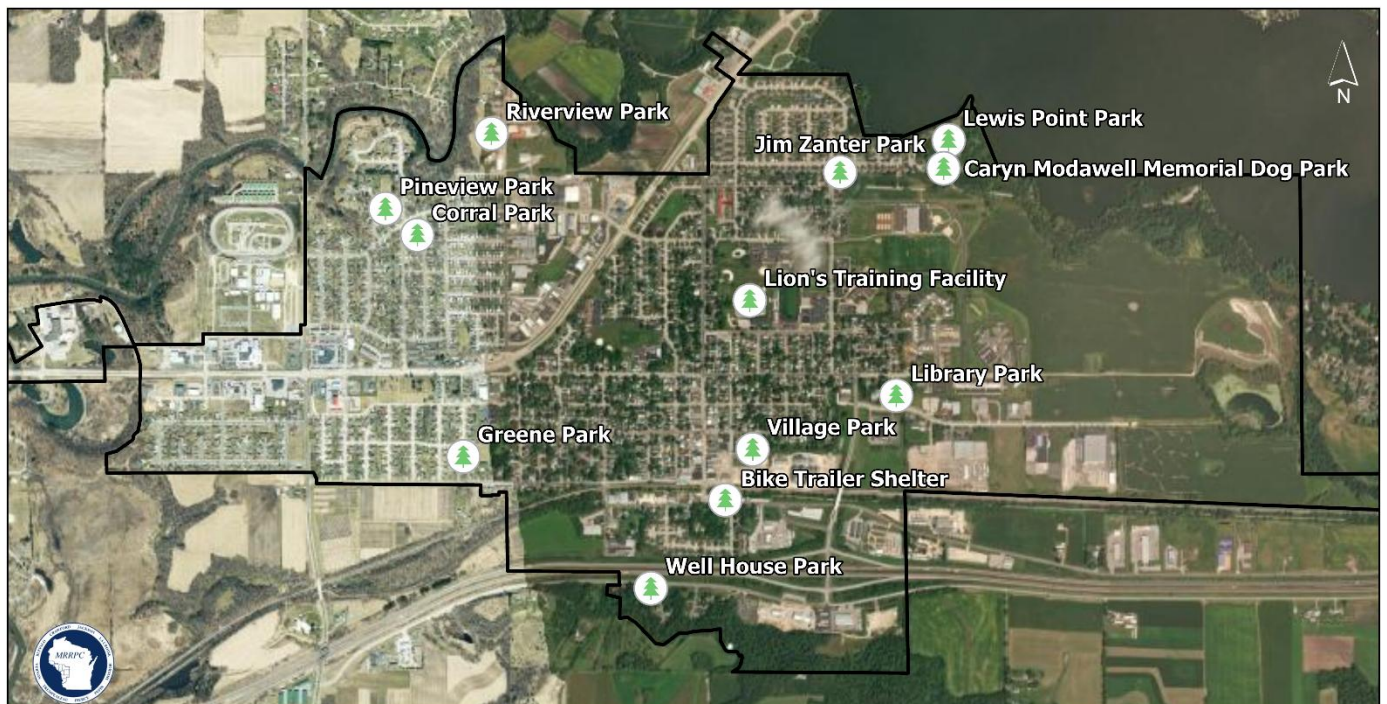 Riverview Park
Lewis Point Park
Jim Zanter Park
Caryn Modawell Memorial Dog Park
Pineview Park
Corral Park
Lion's Training Facility
Library Park
Village Park
Greene Park
Bike Trailer Shelter
Well House Park
N
MRRPC